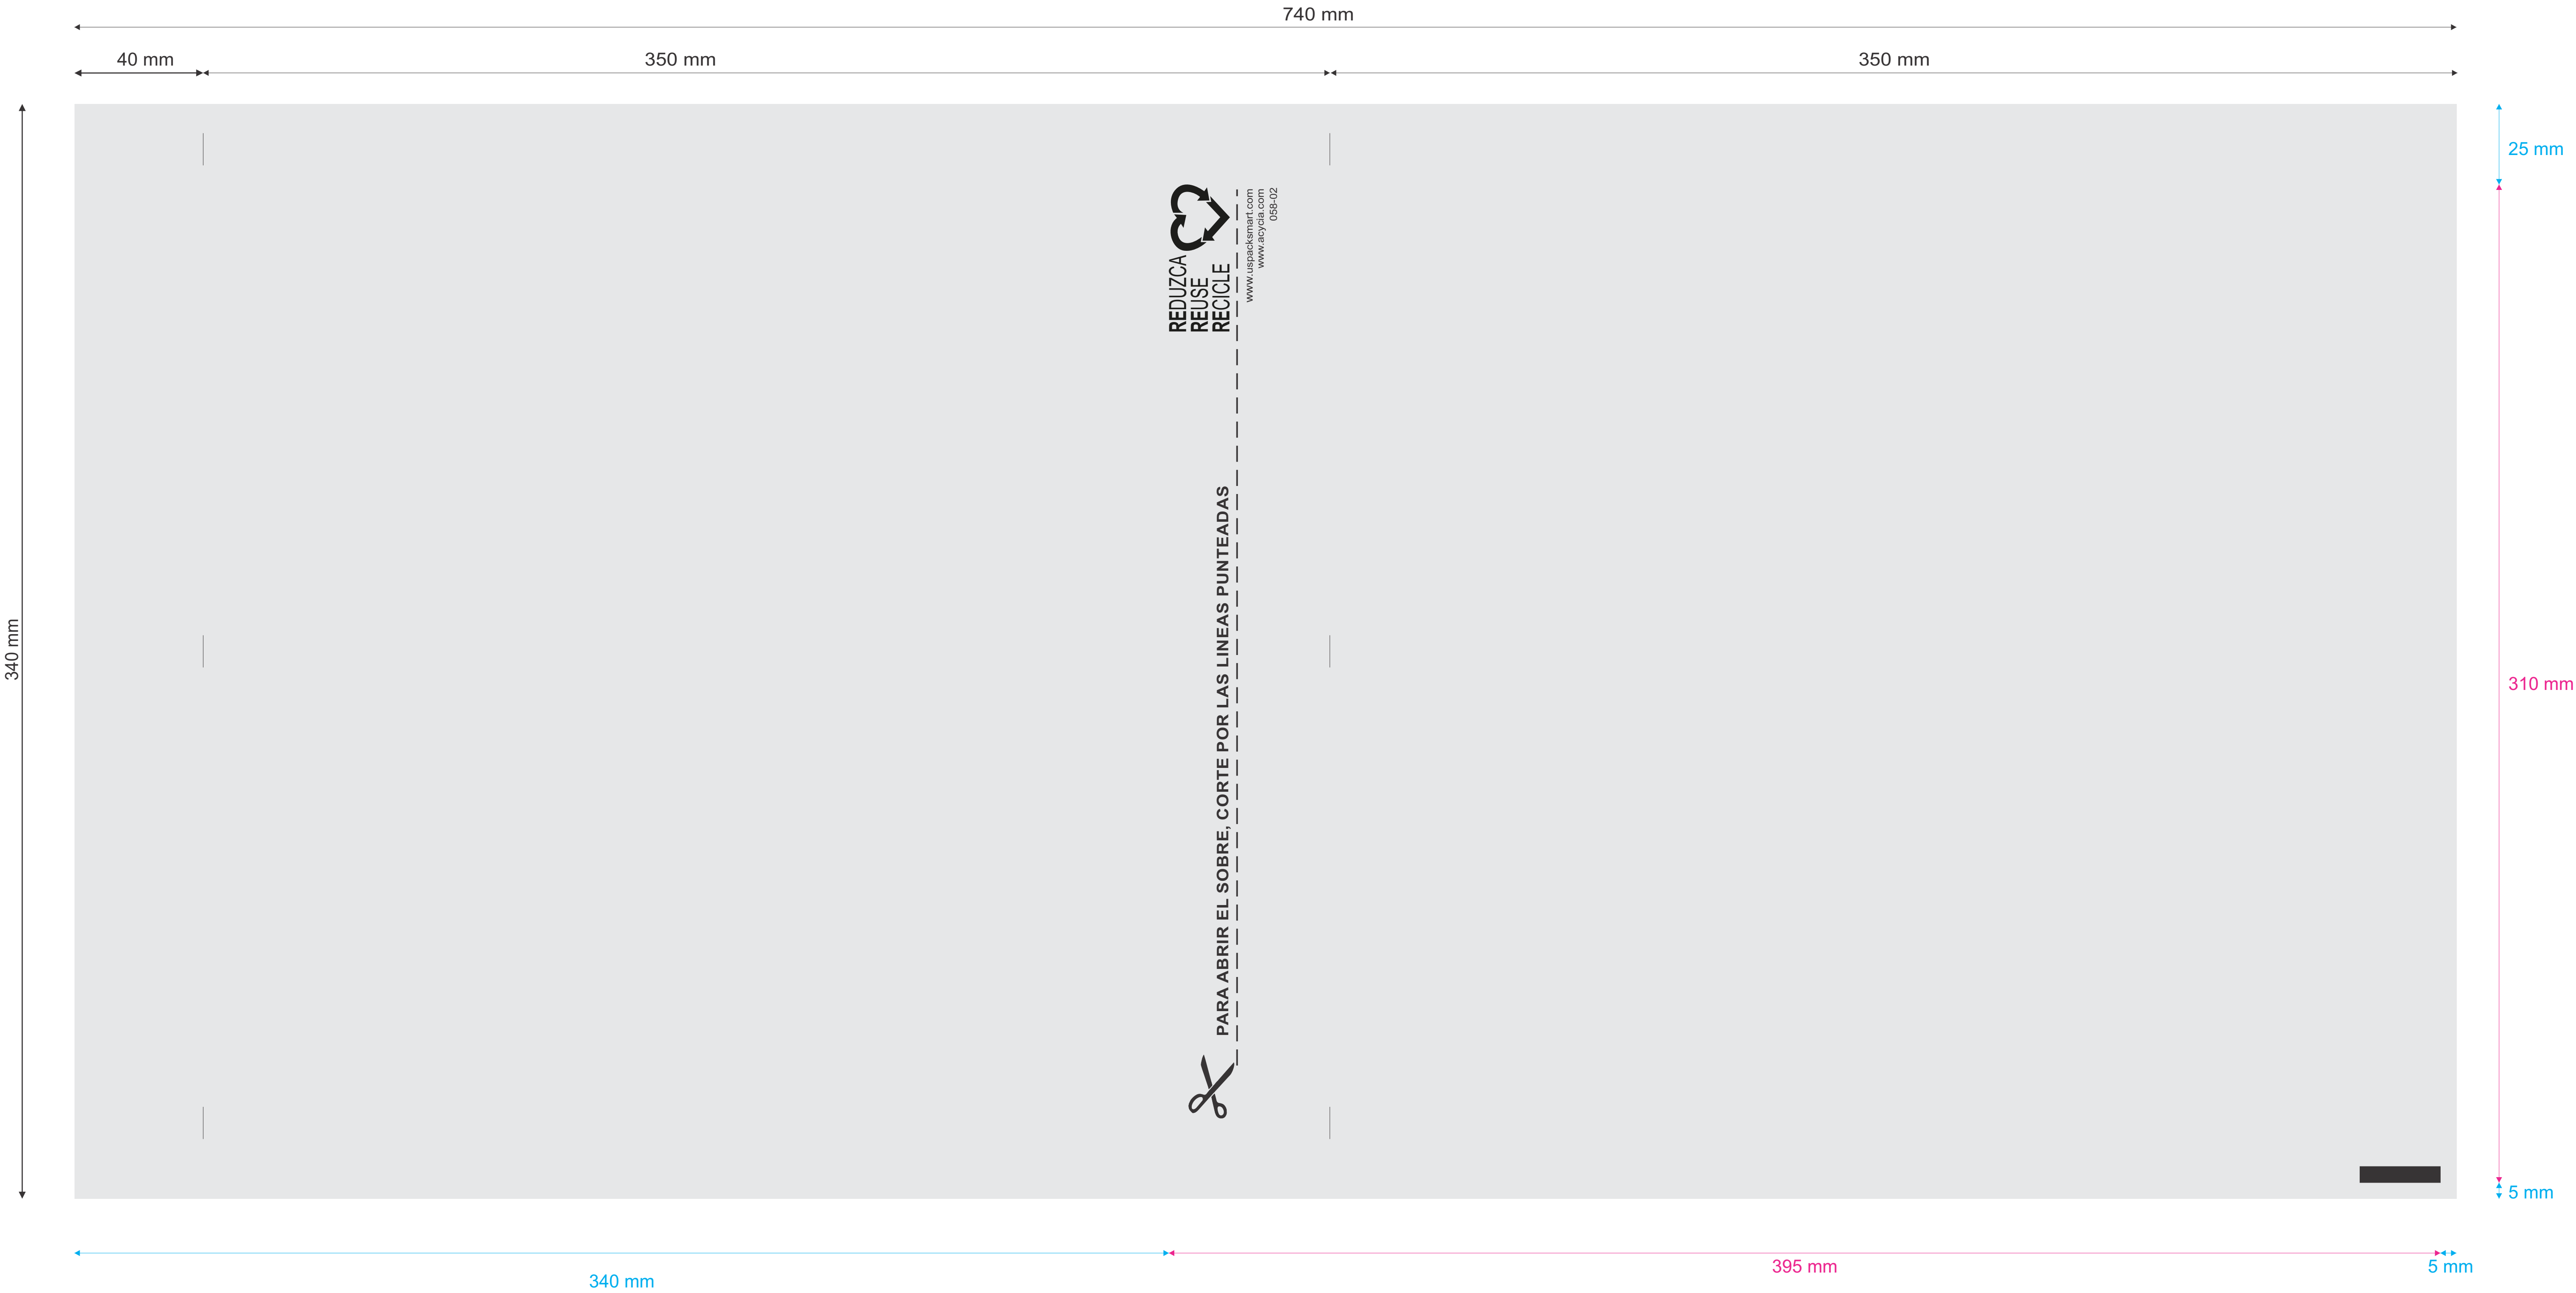 740 mm
40 mm
350 mm
350 mm
340 mm
25 mm
310 mm
5 mm
REDUZCA
REUSE
RECICLE
www.uspacksmart.com
www.acycia.com
058-02
PARA ABRIR EL SOBRE, CORTE POR LAS LINEAS PUNTEADAS
340 mm
395 mm
5 mm